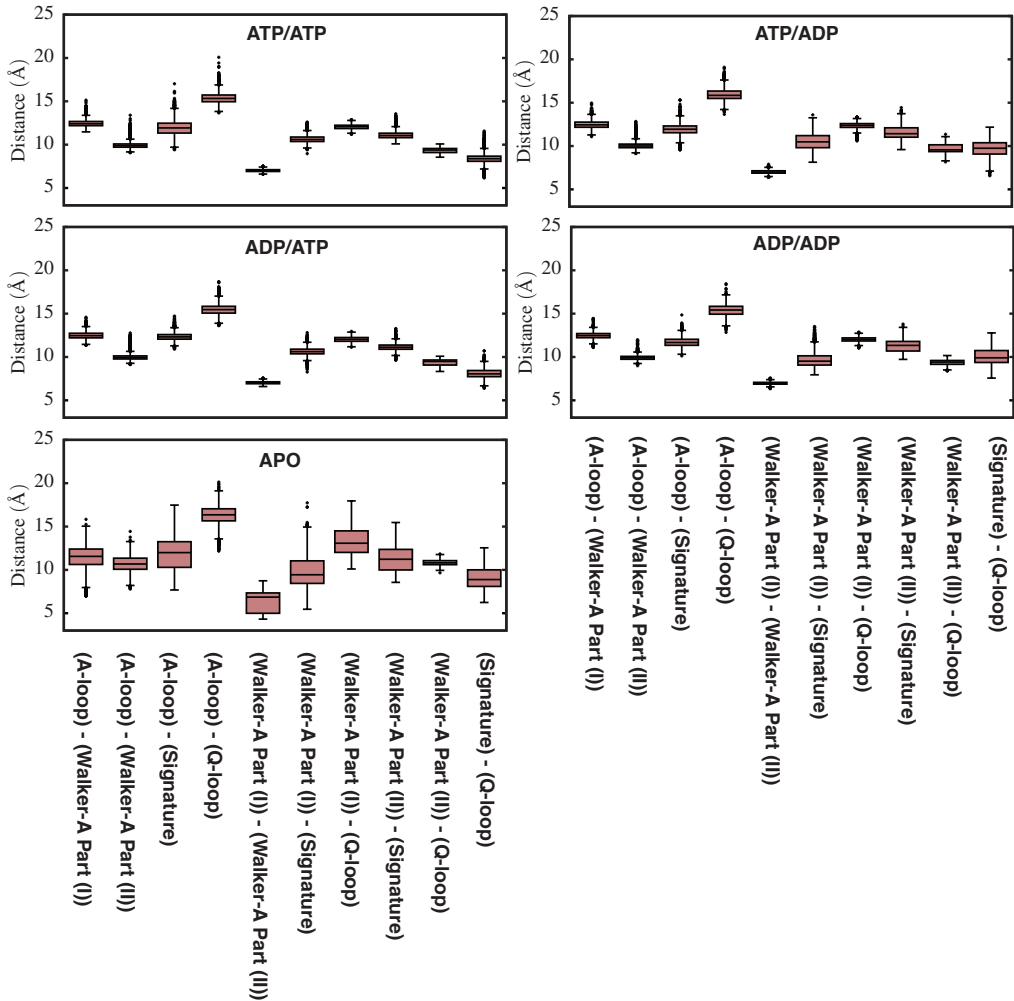 ATP/ATP
25
20
15
10
5
Distance (Å)
ATP/ADP
25
20
15
10
5
Distance (Å)
ADP/ATP
25
20
15
10
5
Distance (Å)
ADP/ADP
25
20
15
10
5
Distance (Å)
APO
25
20
15
10
5
Distance (Å)
(A-loop) - (Walker-A Part (I))
(A-loop) - (Walker-A Part (II))
(A-loop) - (Signature)
(A-loop) - (Q-loop)
(Walker-A Part (I)) - (Walker-A Part (II))
(Walker-A Part (I)) - (Signature)
(Walker-A Part (I)) - (Q-loop)
(Walker-A Part (II)) - (Signature)
(Walker-A Part (II)) - (Q-loop)
(Signature) - (Q-loop)
(A-loop) - (Walker-A Part (I))
(A-loop) - (Walker-A Part (II))
(A-loop) - (Signature)
(A-loop) - (Q-loop)
(Walker-A Part (I)) - (Walker-A Part (II))
(Walker-A Part (I)) - (Signature)
(Walker-A Part (I)) - (Q-loop)
(Walker-A Part (II)) - (Signature)
(Walker-A Part (II)) - (Q-loop)
(Signature) - (Q-loop)